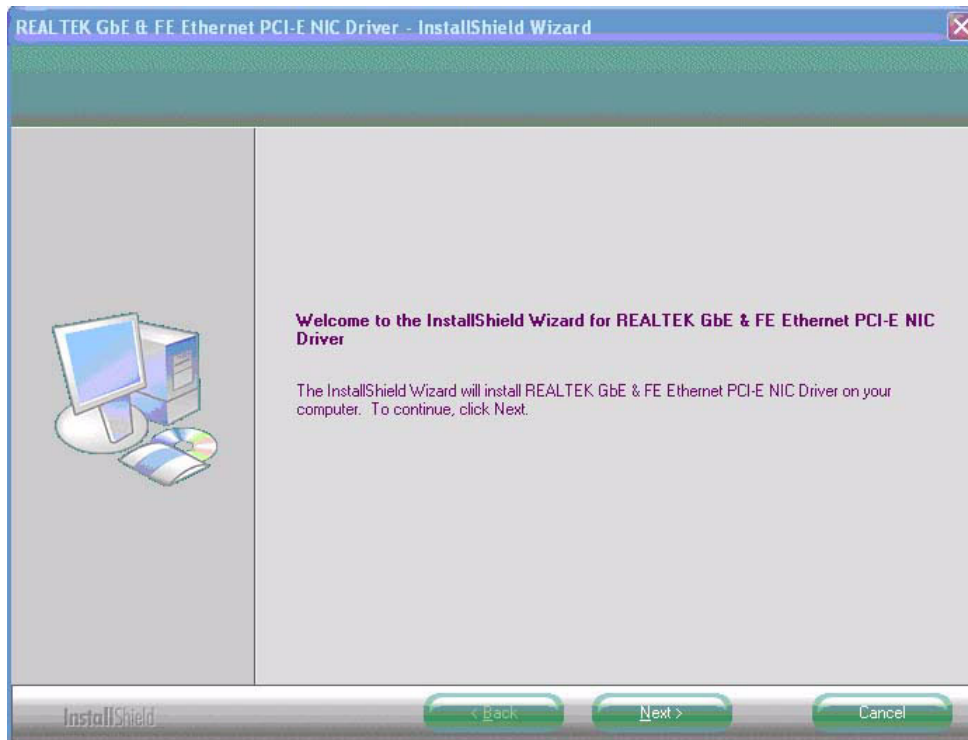 REALTEK GbE & FE Ethernet PCI-E NIC Driver - InstallShield Wizard
Welcome to the InstallShield Wizard for REALTEK GbE & FE Ethernet PCI-E NIC
Driver
The InstallShield Wizard will install REALTEK GbE & FE Ethernet PCI-E NIC Driver on your
computer. To continue, click Next.
InstallShield
< Back Next > Cancel